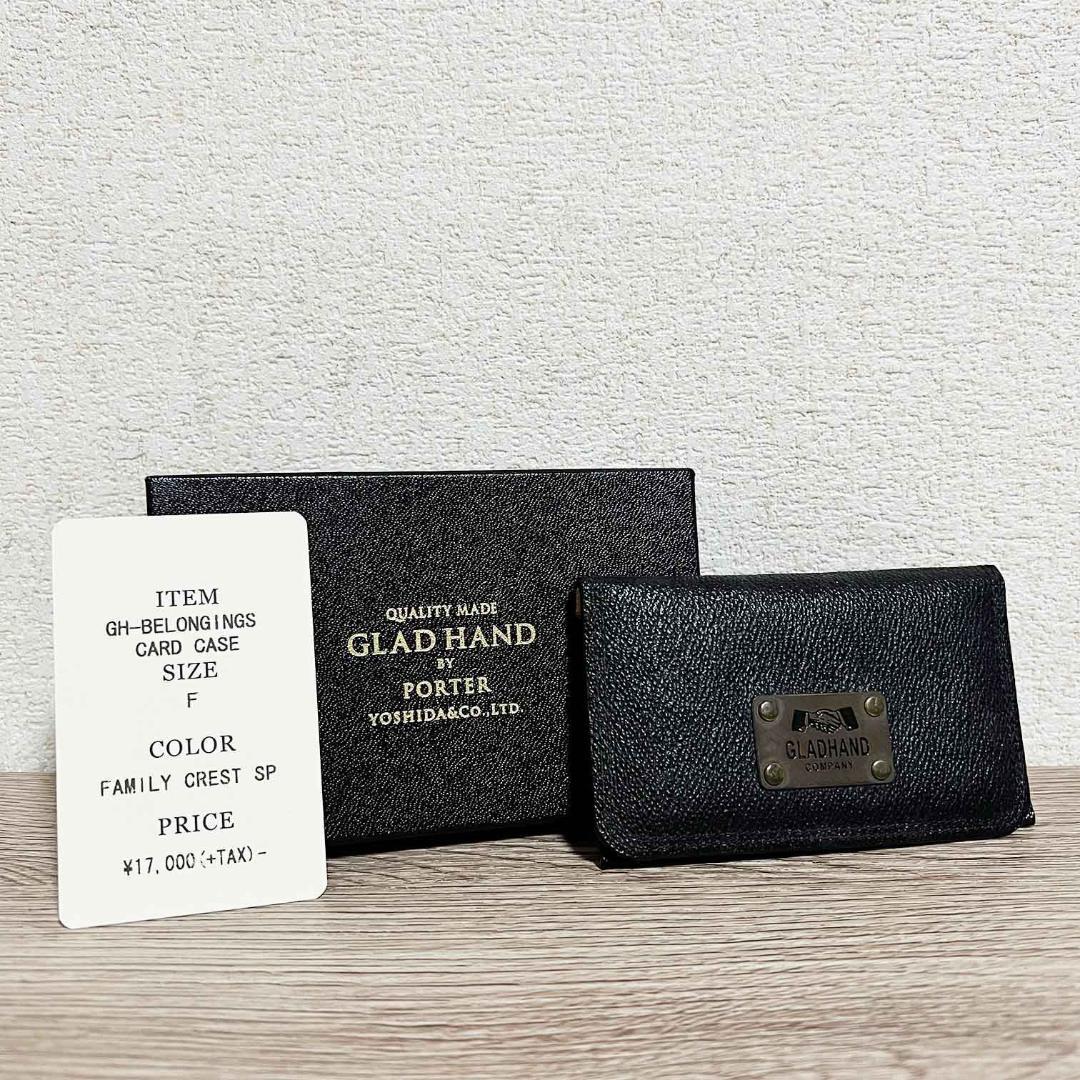 ITEM
GH-BELONGINGS
CARD CASE
SIZE
F
COLOR
FAMILY CREST SP
PRICE
¥17,000(+TAX)-
QUALITY MADE
GLAD HAND
BY
PORTER
YOSHIDA&CO.,LTD.
GLADHAND
COMPANY